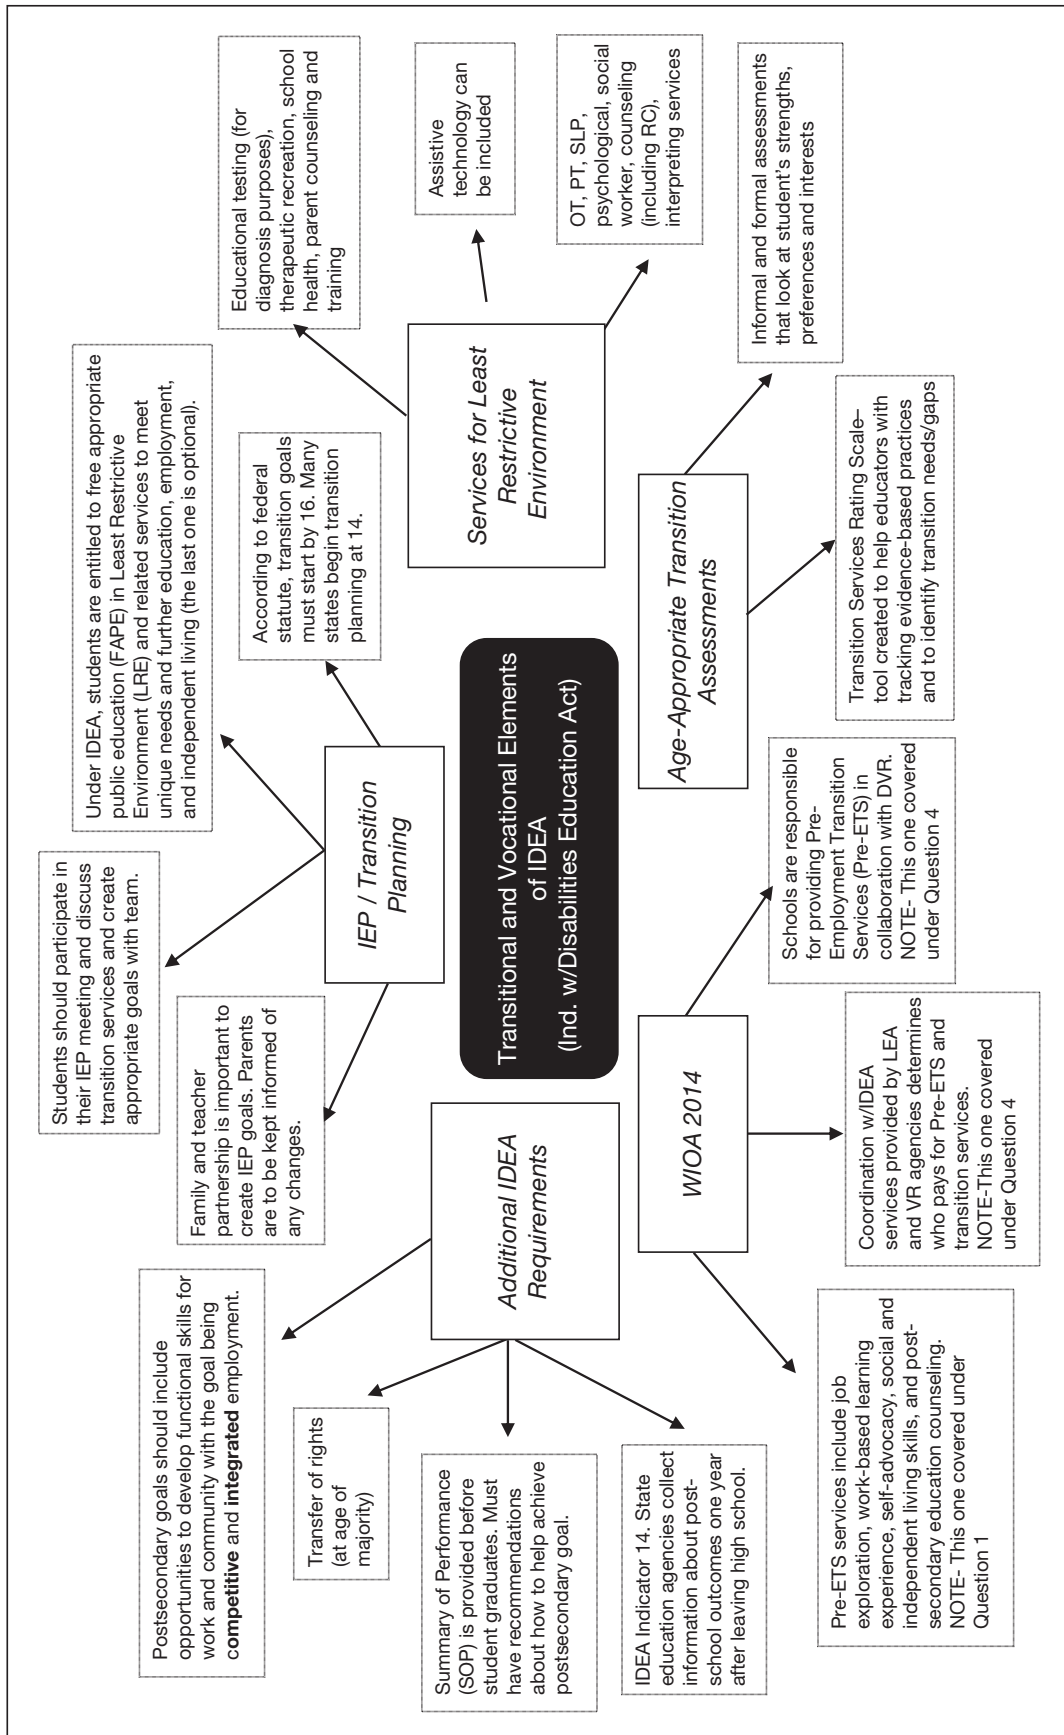 Students should participate in
their IEP meeting and discuss
transition services and create
appropriate goals with team.
Under IDEA, students are entitled to free appropriate
public education (FAPE) in Least Restrictive
Environment (LRE) and related services to meet
unique needs and further education, employment,
and independent living (the last one is optional).
Educational testing (for
diagnosis purposes),
therapeutic recreation, school
health, parent counseling and
training
Postsecondary goals should include
opportunities to develop functional skills for
work and community with the goal being
competitive and integrated employment.
Family and teacher
partnership is important to
create IEP goals. Parents
are to be kept informed of
any changes.
According to federal
statute, transition goals
must start by 16. Many
states begin transition
planning at 14.
Assistive
technology can
be included
Transfer of rights
(at age of
majority)
IEP / Transition
Planning
Services for Least
Restrictive
Environment
OT, PT, SLP,
psychological, social
worker, counseling
(including RC),
interpreting services
Summary of Performance
(SOP) is provided before
student graduates. Must
have recommendations
about how to help achieve
postsecondary goal.
Additional IDEA
Requirements
Transitional and Vocational Elements
of IDEA
(Ind. w/Disabilities Education Act)
IDEA Indicator 14. State
education agencies collect
information about post-
school outcomes one year
after leaving high school.
WIOA 2014
Age-Appropriate Transition
Assessments
Informal and formal assessments
that look at student’s strengths,
preferences and interests
Pre-ETS services include job
exploration, work-based learning
experience, self-advocacy, social and
independent living skills, and post-
secondary education counseling.
NOTE- This one covered under
Question 1
Coordination w/IDEA
services provided by LEA
and VR agencies determines
who pays for Pre-ETS and
transition services.
NOTE-This one covered
under Question 4
Schools are responsible
for providing Pre-
Employment Transition
Services (Pre-ETS) in
collaboration with DVR.
NOTE- This one covered
under Question 4
Transition Services Rating Scale–
tool created to help educators with
tracking evidence-based practices
and to identify transition needs/gaps